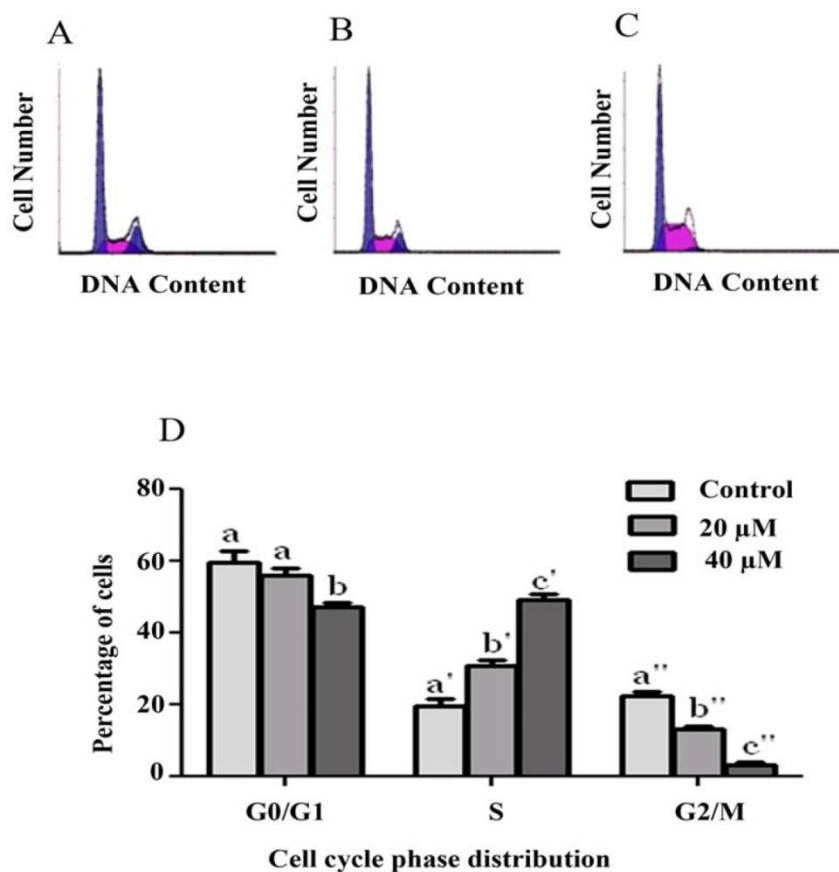 A
B
C
Cell Number
Cell Number
Cell Number
DNA Content
DNA Content
DNA Content
D
80
60
40
20
0
Percentage of cells
Control
20 µM
40 µM
a
a
b
a'
b'
c'
a''
b''
c''
G0/G1
S
G2/M
Cell cycle phase distribution